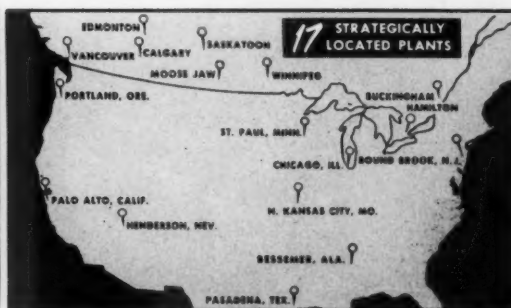 17 STRATEGICALLY
LOCATED PLANTS
EDMONTON
SASKATOON
VANCOUVER
CALGARY
MOOSE JAW
WINNIPEG
PORTLAND, ORE.
BUCKINGHAM
HAMILTON
ST. PAUL, MINN.
CHICAGO, ILL.
BOUND BROOK, N.J.
PALO ALTO, CALIF.
HENDERSON, NEV.
N. KANSAS CITY, MO.
BESSEMER, ALA.
PASADENA, TEX.